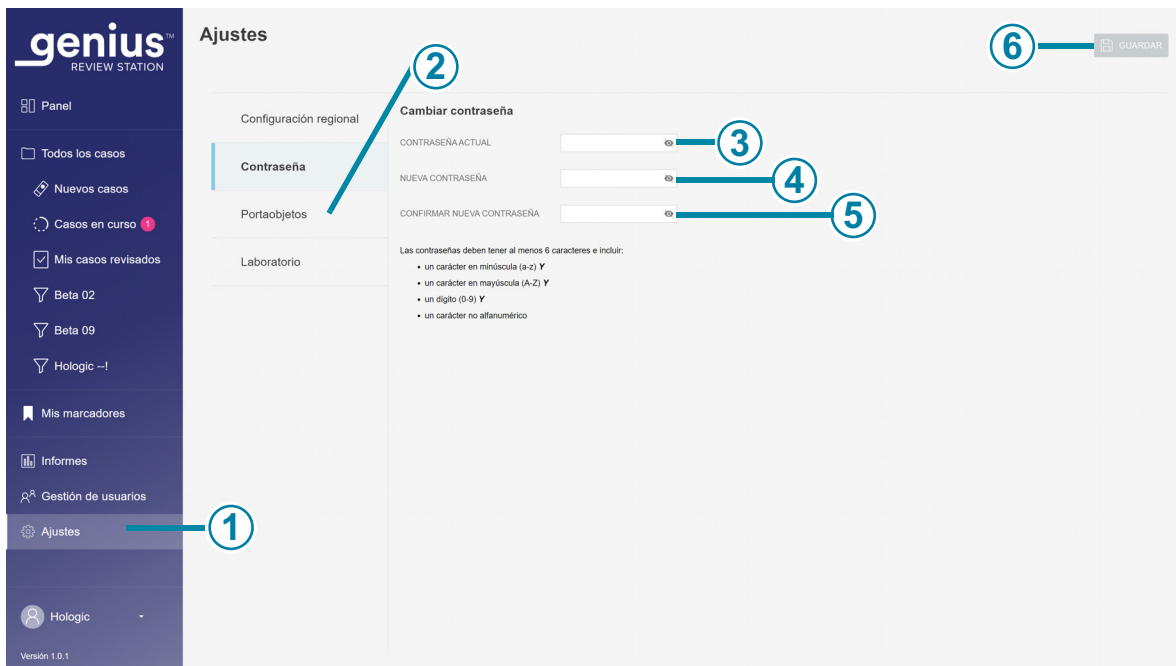 genius™
REVIEW STATION
Panel
Todos los casos
Nuevos casos
Casos en curso 1
Mis casos revisados
Beta 02
Beta 09
Hologic --!
Mis marcadores
Informes
Gestión de usuarios
Ajustes
1
Hologic
Versión 1.0.1
Ajustes
2
6
GUARDAR
Configuración regional
Contraseña
Portaobjetos
Laboratorio
Cambiar contraseña
CONTRASEÑA ACTUAL
3
NUEVA CONTRASEÑA
4
CONFIRMAR NUEVA CONTRASEÑA
5
Las contraseñas deben tener al menos 6 caracteres e incluir:
• un carácter en minúscula (a-z) Y
• un carácter en mayúscula (A-Z) Y
• un dígito (0-9) Y
• un carácter no alfanumérico